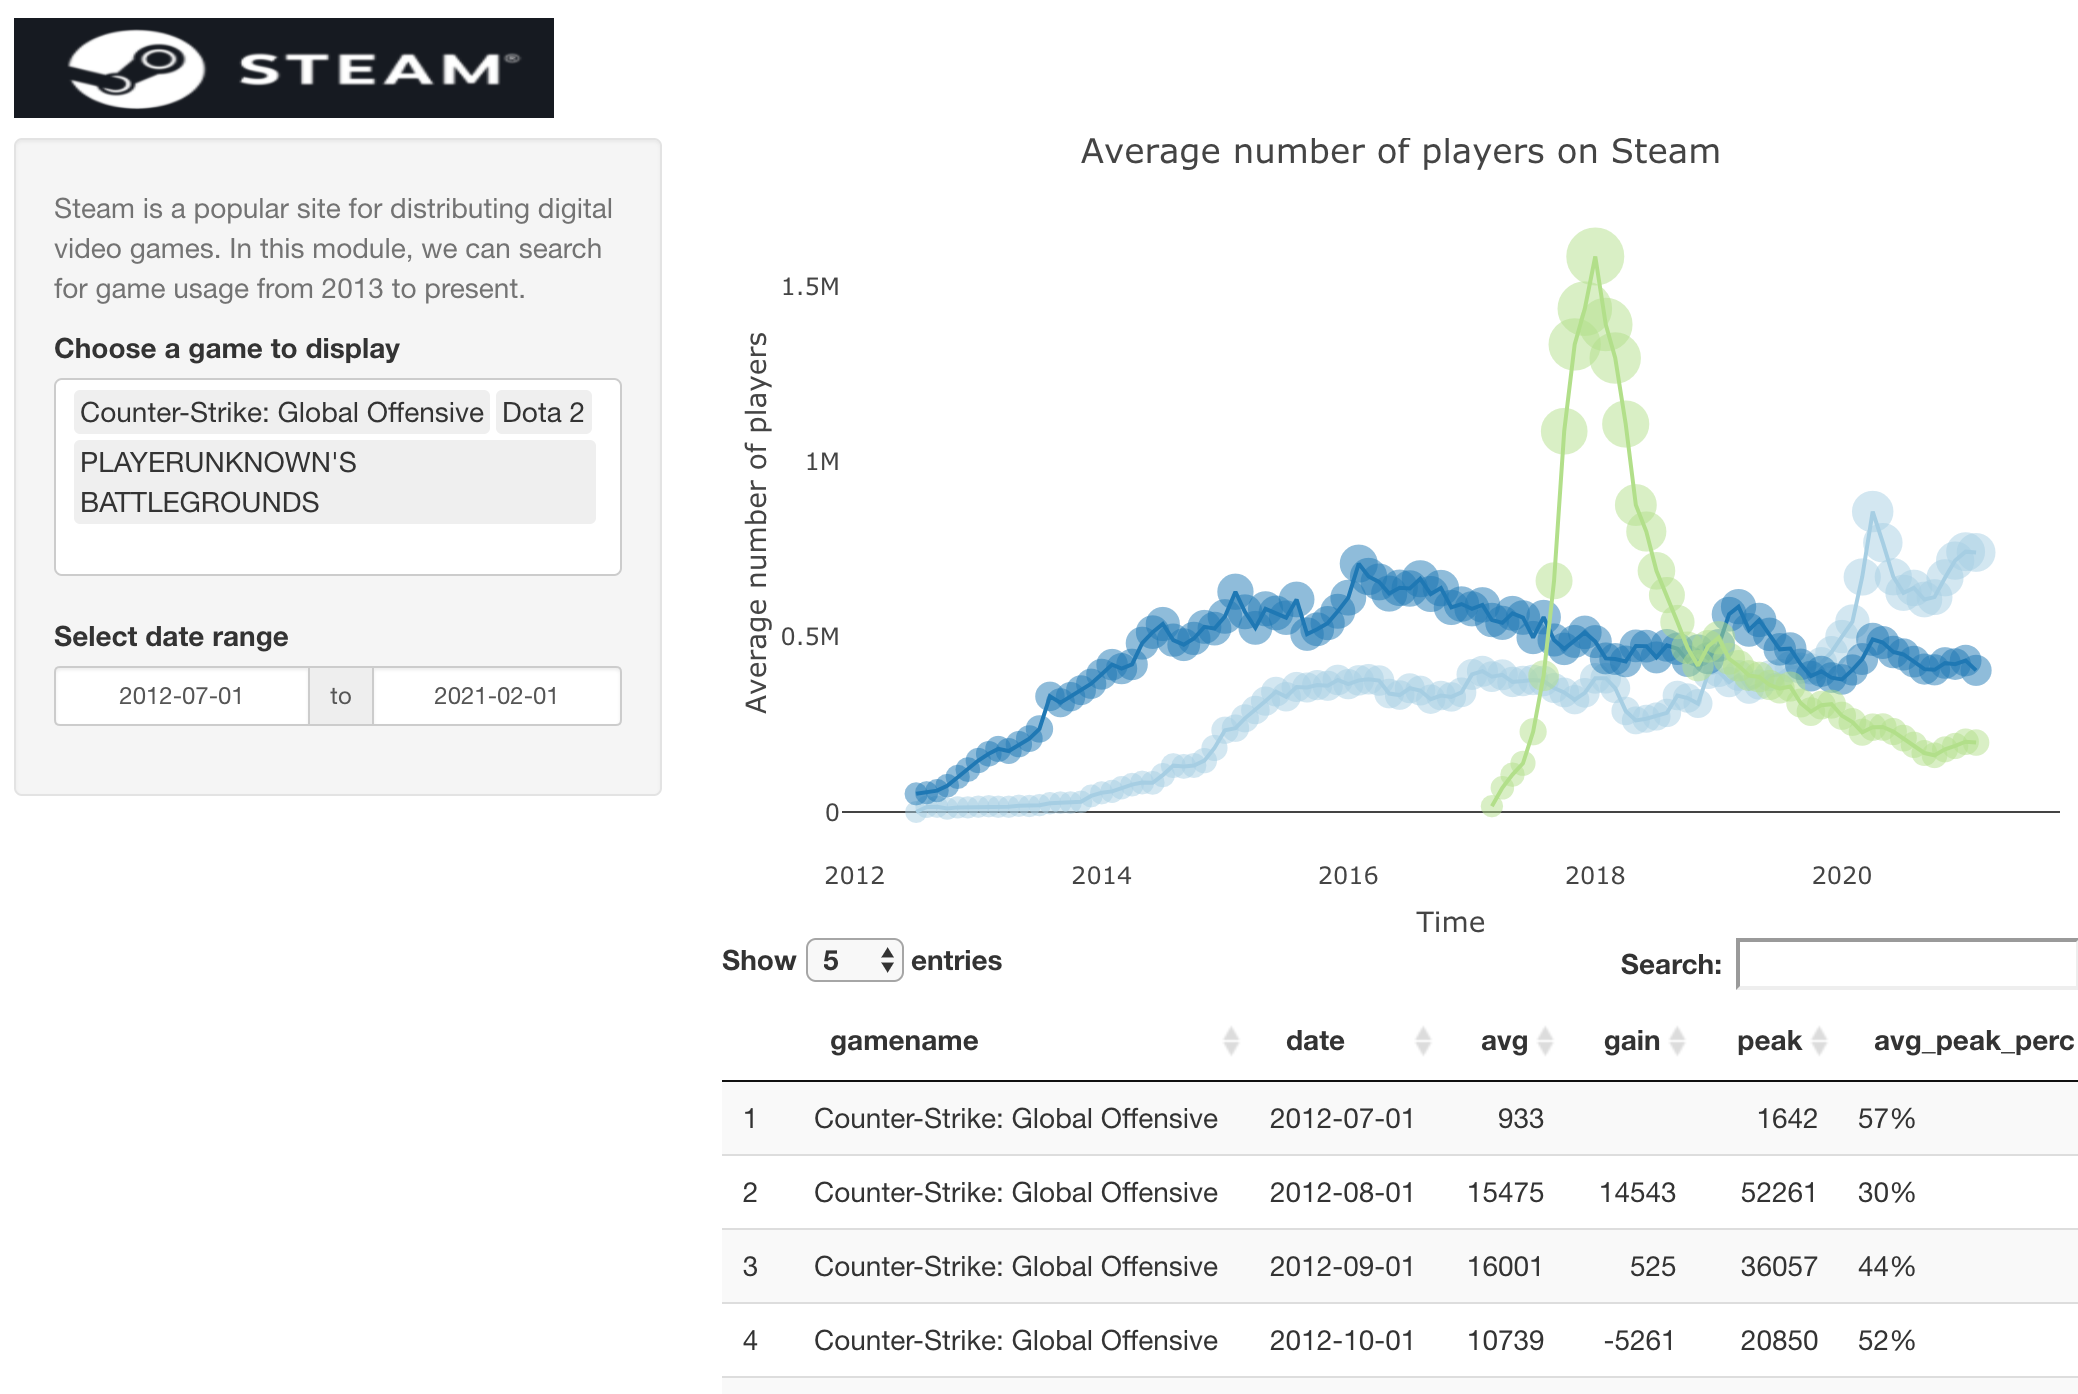 STEAM®
Steam is a popular site for distributing digital
video games. In this module, we can search
for game usage from 2013 to present.
Choose a game to display
Counter-Strike: Global Offensive Dota 2
PLAYERUNKNOWN'S
BATTLEGROUNDS
Select date range
2012-07-01 to 2021-02-01
Average number of players on Steam
Average number of players
1.5M
1M
0.5M
0
2012 2014 2016 2018 2020
Time
Show 5 entries
Search:
gamename date avg gain peak avg_peak_perc
1 Counter-Strike: Global Offensive 2012-07-01 933 1642 57%
2 Counter-Strike: Global Offensive 2012-08-01 15475 14543 52261 30%
3 Counter-Strike: Global Offensive 2012-09-01 16001 525 36057 44%
4 Counter-Strike: Global Offensive 2012-10-01 10739 -5261 20850 52%